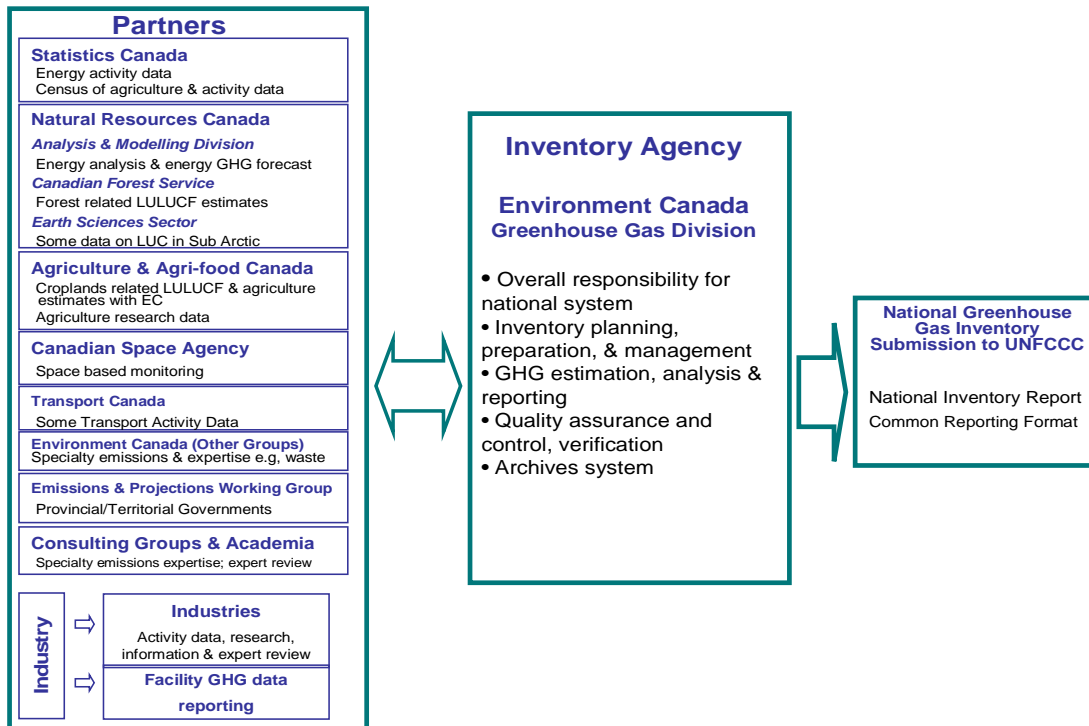 Partners
Statistics Canada
Energy activity data
Census of agriculture & activity data
Natural Resources Canada
Analysis & Modelling Division
Energy analysis & energy GHG forecast
Canadian Forest Service
Forest related LULUCF estimates
Earth Sciences Sector
Some data on LUC in Sub Arctic
Agriculture & Agri-food Canada
Croplands related LULUCF & agriculture
estimates with EC
Agriculture research data
Canadian Space Agency
Space based monitoring
Transport Canada
Some Transport Activity Data
Environment Canada (Other Groups)
Specialty emissions & expertise e.g, waste
Emissions & Projections Working Group
Provincial/Territorial Governments
Consulting Groups & Academia
Specialty emissions expertise; expert review
Industry
Industries
Activity data, research,
information & expert review
Facility GHG data
reporting
Inventory Agency
Environment Canada
Greenhouse Gas Division
• Overall responsibility for
national system
• Inventory planning,
preparation, & management
• GHG estimation, analysis &
reporting
• Quality assurance and
control, verification
• Archives system
National Greenhouse
Gas Inventory
Submission to UNFCCC
National Inventory Report
Common Reporting Format